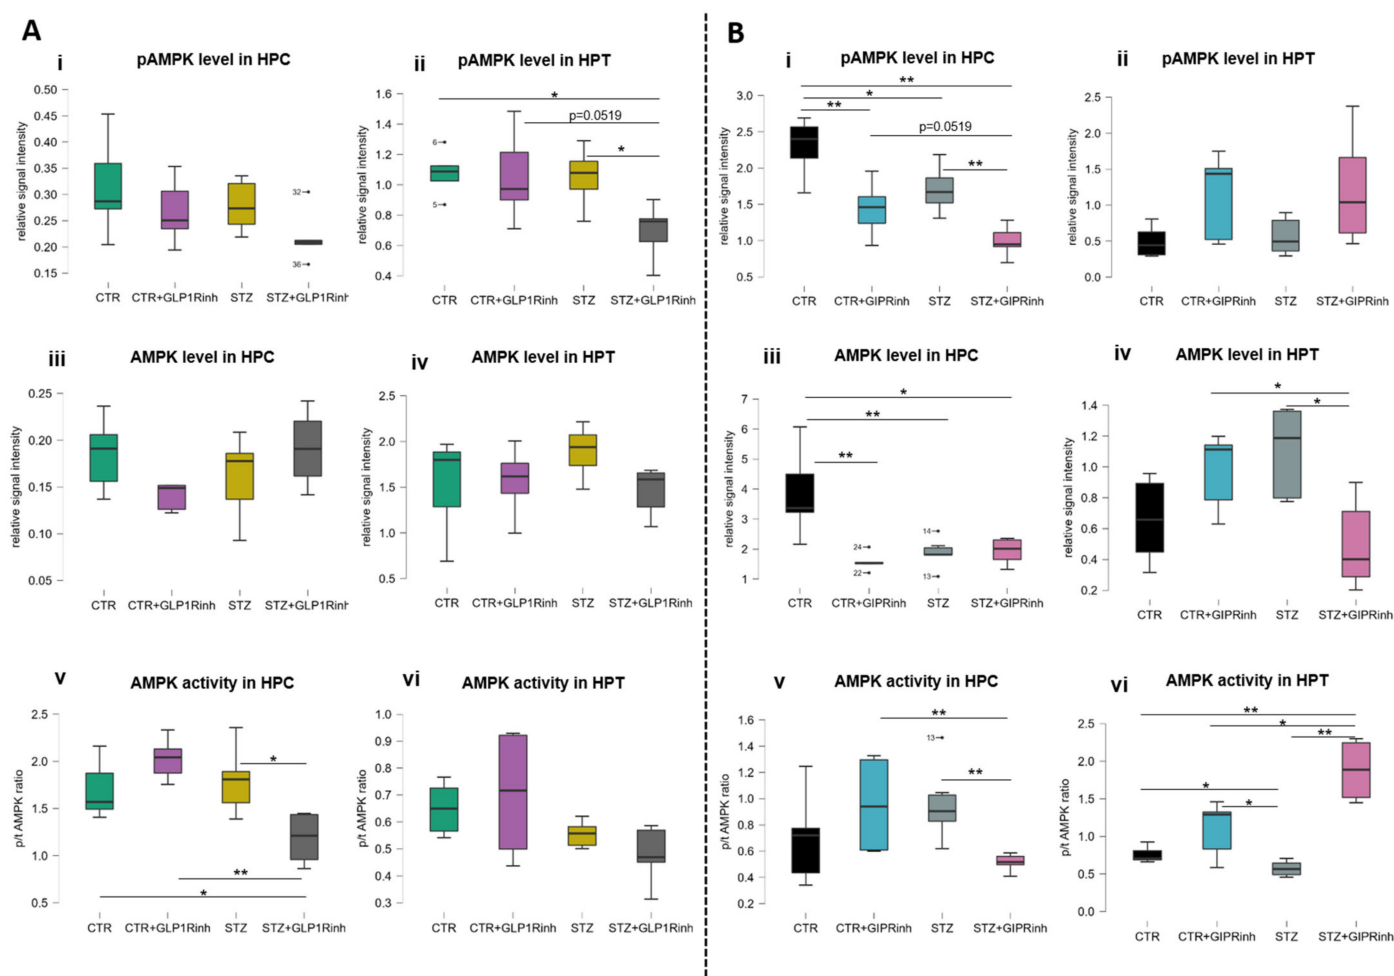 A
B
i
pAMPK level in HPC
relative signal intensity
0.50
0.45
0.40
0.35
0.30
0.25
0.20
0.15
32
36
CTR
CTR+GLP1Rinh
STZ
STZ+GLP1Rinh
ii
pAMPK level in HPT
relative signal intensity
1.6
1.4
1.2
1.0
0.8
0.6
0.4
*
p=0.0519
*
6
5
CTR
CTR+GLP1Rinh
STZ
STZ+GLP1Rinh
iii
AMPK level in HPC
relative signal intensity
0.25
0.20
0.15
0.10
0.05
CTR
CTR+GLP1Rinh
STZ
STZ+GLP1Rinh
iv
AMPK level in HPT
relative signal intensity
2.5
2.0
1.5
1.0
0.5
CTR
CTR+GLP1Rinh
STZ
STZ+GLP1Rinh
v
AMPK activity in HPC
p/t AMPK ratio
2.5
2.0
1.5
1.0
0.5
*
**
*
CTR
CTR+GLP1Rinh
STZ
STZ+GLP1Rinh
vi
AMPK activity in HPT
p/t AMPK ratio
1.0
0.9
0.8
0.7
0.6
0.5
0.4
0.3
CTR
CTR+GLP1Rinh
STZ
STZ+GLP1Rinh
i
pAMPK level in HPC
relative signal intensity
3.0
2.5
2.0
1.5
1.0
0.5
**
*
**
p=0.0519
**
CTR
CTR+GIPRinh
STZ
STZ+GIPRinh
ii
pAMPK level in HPT
relative signal intensity
2.5
2.0
1.5
1.0
0.5
0.0
CTR
CTR+GIPRinh
STZ
STZ+GIPRinh
iii
AMPK level in HPC
relative signal intensity
7
6
5
4
3
2
1
*
**
**
24
22
14
13
CTR
CTR+GIPRinh
STZ
STZ+GIPRinh
iv
AMPK level in HPT
relative signal intensity
1.4
1.2
1.0
0.8
0.6
0.4
0.2
*
*
CTR
CTR+GIPRinh
STZ
STZ+GIPRinh
v
AMPK activity in HPC
p/t AMPK ratio
1.6
1.4
1.2
1.0
0.8
0.6
0.4
0.2
**
13
**
CTR
CTR+GIPRinh
STZ
STZ+GIPRinh
vi
AMPK activity in HPT
p/t AMPK ratio
2.5
2.0
1.5
1.0
0.5
0.0
**
*
**
*
*
CTR
CTR+GIPRinh
STZ
STZ+GIPRinh